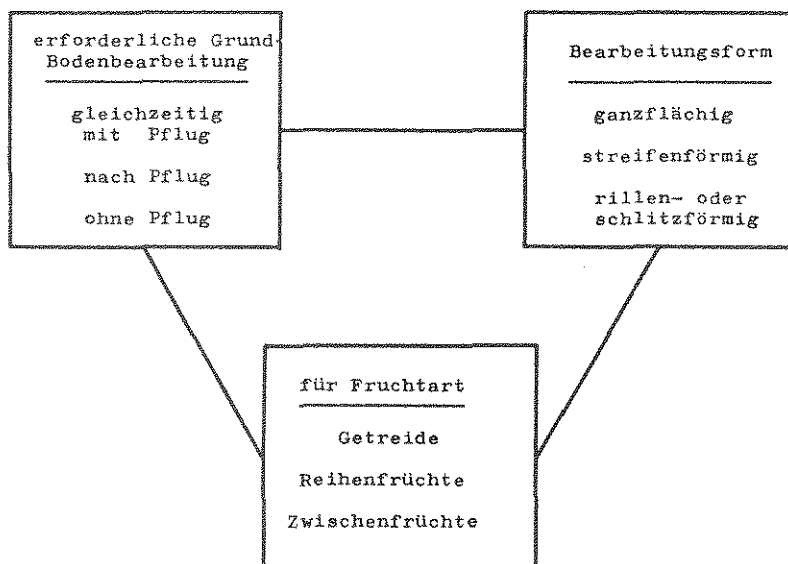 erforderliche Grund-
Bodenbearbeitung
gleichzeitig
mit Pflug
nach Pflug
ohne Pflug
Bearbeitungsform
ganzflächig
streifenförmig
rillen- oder
schlitzförmig
für Fruchtart
Getreide
Reihenfrüchte
Zwischenfrüchte